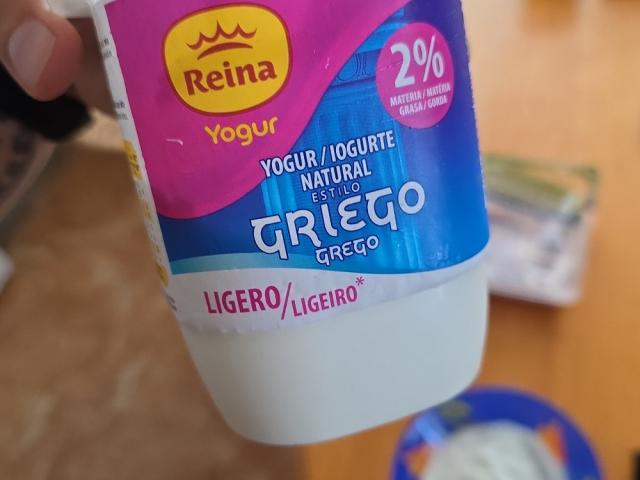 Reina
Yogur
2%
MATERIA / MATÉRIA
GRASA / GORDA
YOGUR / IOGURTE
NATURAL
ESTILO
GRIEGO
GREGO
LIGERO/LIGEIRO*